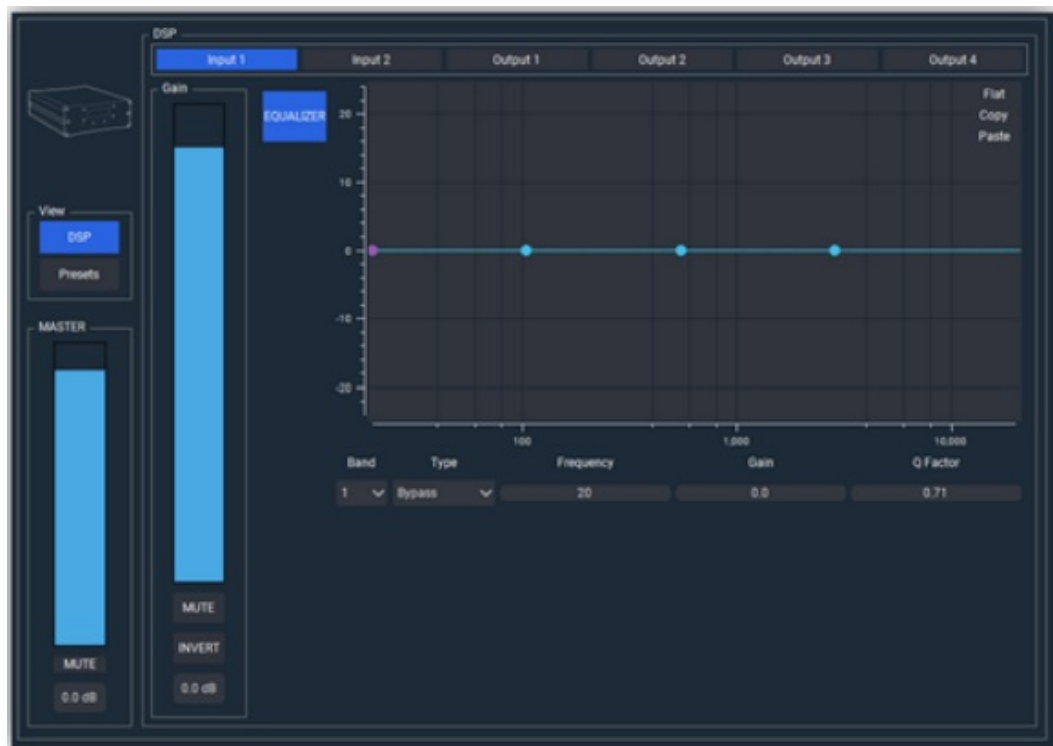 DSP
Input 1 Input 2 Output 1 Output 2 Output 3 Output 4
Gain
EQUALIZER
Flat
Copy
Paste
20
10
0
-10
-20
100 1,000 10,000
Band Type Frequency Gain Q Factor
1 Bypass 20 0.0 0.71
MUTE
INVERT
0.0 dB
View
DSP
Presets
MASTER
MUTE
0.0 dB